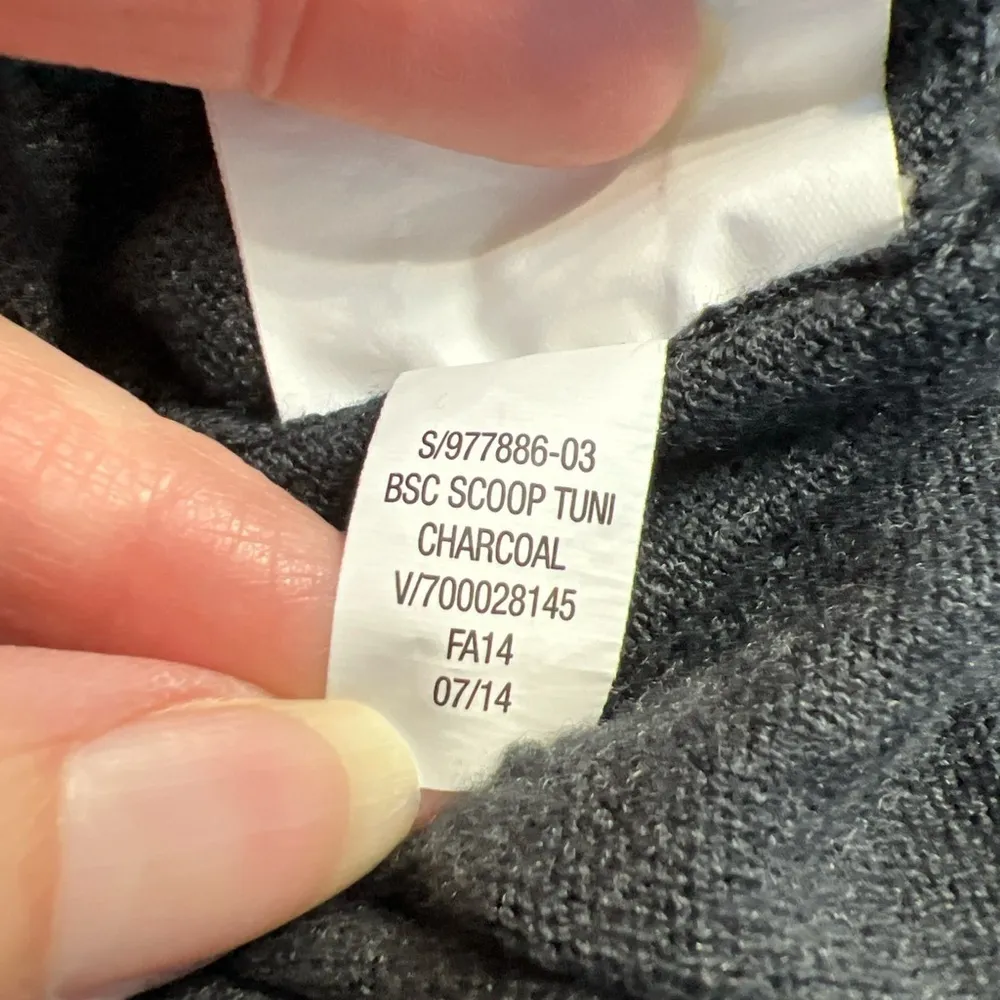 S/977886-03
BSC SCOOP TUNI
CHARCOAL
V/700028145
FA14
07/14